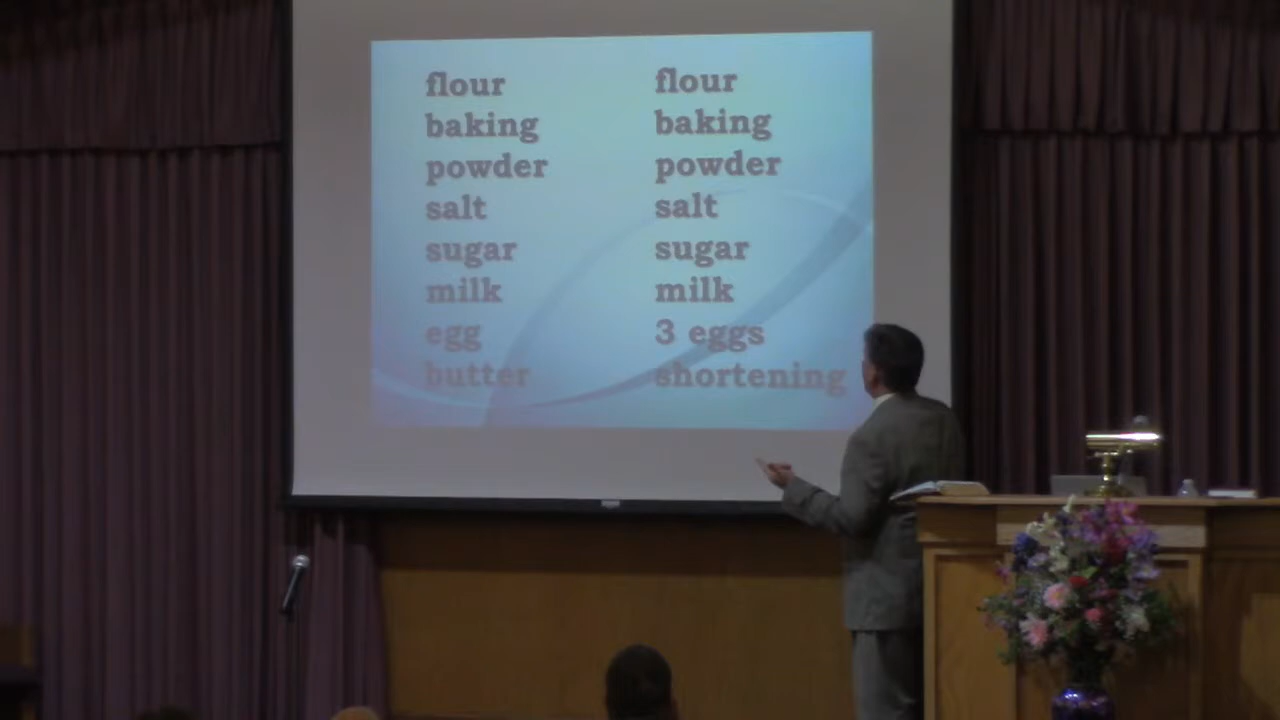 flour
baking
powder
salt
sugar
milk
egg
butter
flour
baking
powder
salt
sugar
milk
3 eggs
shortening